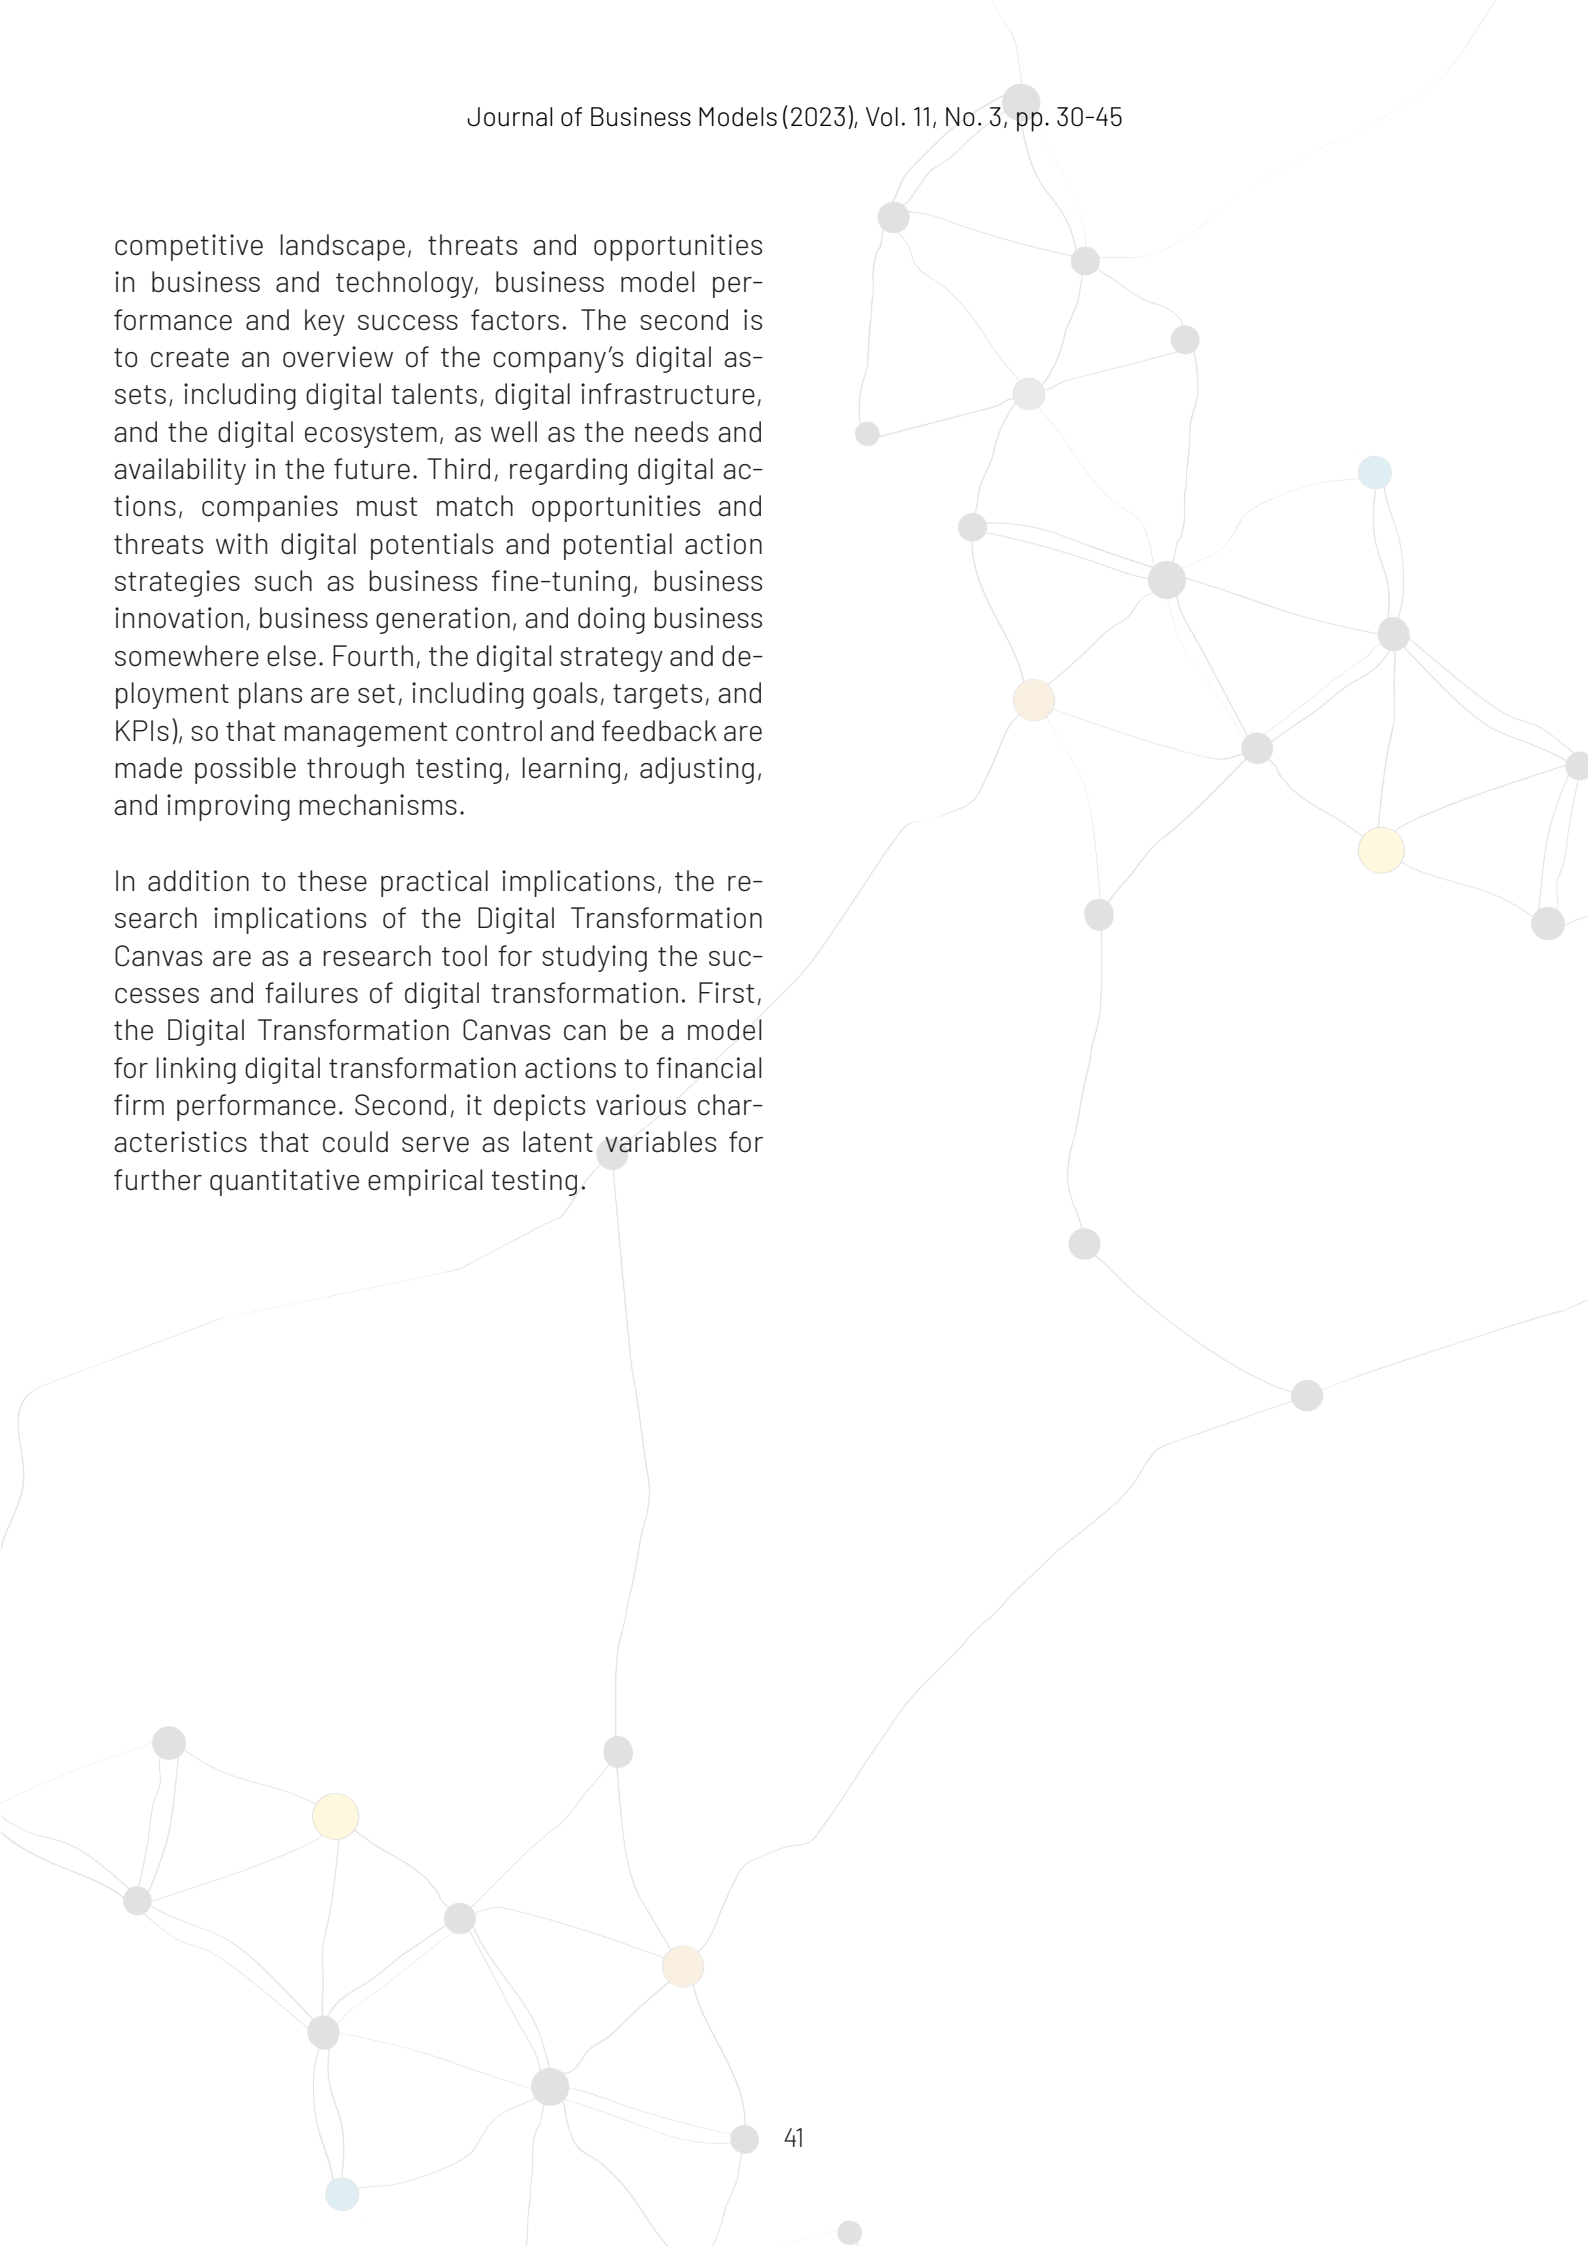 Journal of Business Models (2023), Vol. 11, No. 3, pp. 30-45
competitive landscape, threats and opportunities
in business and technology, business model per-
formance and key success factors. The second is
to create an overview of the company’s digital as-
sets, including digital talents, digital infrastructure,
and the digital ecosystem, as well as the needs and
availability in the future. Third, regarding digital ac-
tions, companies must match opportunities and
threats with digital potentials and potential action
strategies such as business fine-tuning, business
innovation, business generation, and doing business
somewhere else. Fourth, the digital strategy and de-
ployment plans are set, including goals, targets, and
KPIs), so that management control and feedback are
made possible through testing, learning, adjusting,
and improving mechanisms.
In addition to these practical implications, the re-
search implications of the Digital Transformation
Canvas are as a research tool for studying the suc-
cesses and failures of digital transformation. First,
the Digital Transformation Canvas can be a model
for linking digital transformation actions to financial
firm performance. Second, it depicts various char-
acteristics that could serve as latent variables for
further quantitative empirical testing.
41